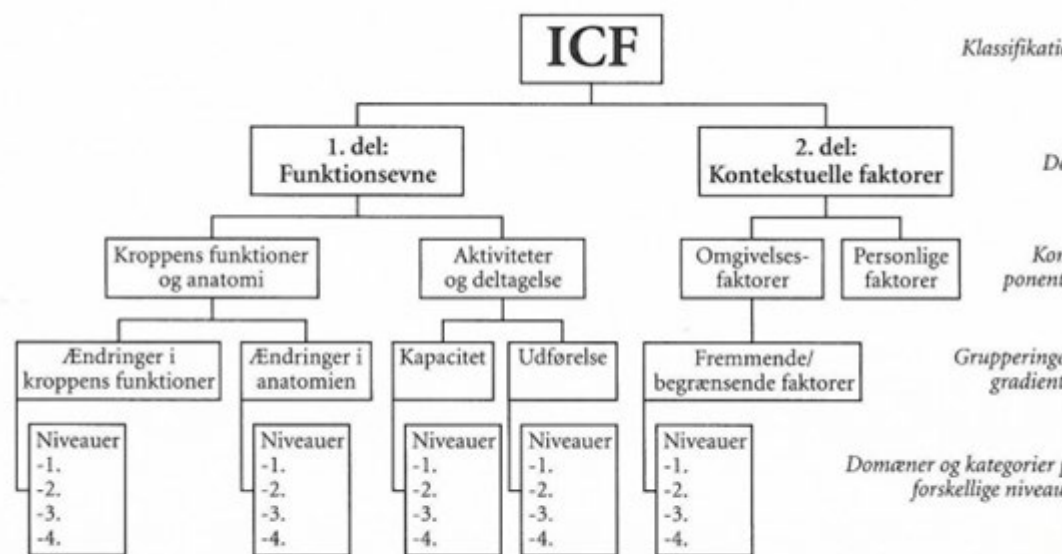 ICF
Klassifikatio
1. del:
Funktionsevne
2. del:
Kontekstuelle faktorer
De
Kroppens funktioner
og anatomi
Aktiviteter
og deltagelse
Omgivelses-
faktorer
Personlige
faktorer
Kom
ponent
Ændringer i
kroppens funktioner
Ændringer i
anatomien
Kapacitet
Udførelse
Fremmende/
begrænsende faktorer
Grupperinge
gradient
Niveauer
-1.
-2.
-3.
-4.
Niveauer
-1.
-2.
-3.
-4.
Niveauer
-1.
-2.
-3.
-4.
Niveauer
-1.
-2.
-3.
-4.
Niveauer
-1.
-2.
-3.
-4.
Domæner og kategorier p
forskellige niveau